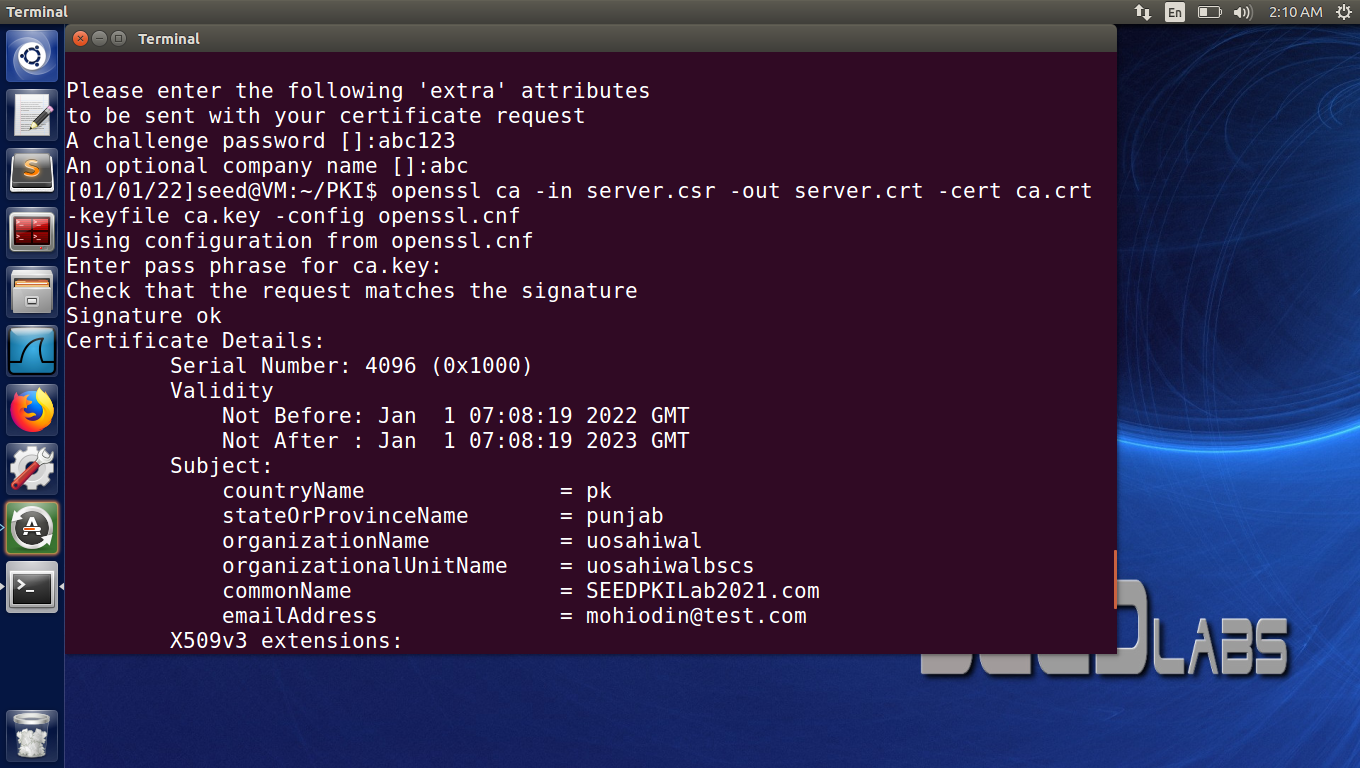 Terminal
En
2:10 AM
Terminal
Please enter the following 'extra' attributes
to be sent with your certificate request
A challenge password []:abc123
An optional company name []:abc
[01/01/22]seed@VM:~/PKI$ openssl ca -in server.csr -out server.crt -cert ca.crt
-keyfile ca.key -config openssl.cnf
Using configuration from openssl.cnf
Enter pass phrase for ca.key:
Check that the request matches the signature
Signature ok
Certificate Details:
        Serial Number: 4096 (0x1000)
        Validity
            Not Before: Jan  1 07:08:19 2022 GMT
            Not After : Jan  1 07:08:19 2023 GMT
        Subject:
            countryName               = pk
            stateOrProvinceName       = punjab
            organizationName          = uosahiwal
            organizationalUnitName    = uosahiwalbscs
            commonName                = SEEDPKILab2021.com
            emailAddress              = mohiodin@test.com
        X509v3 extensions:
LABS